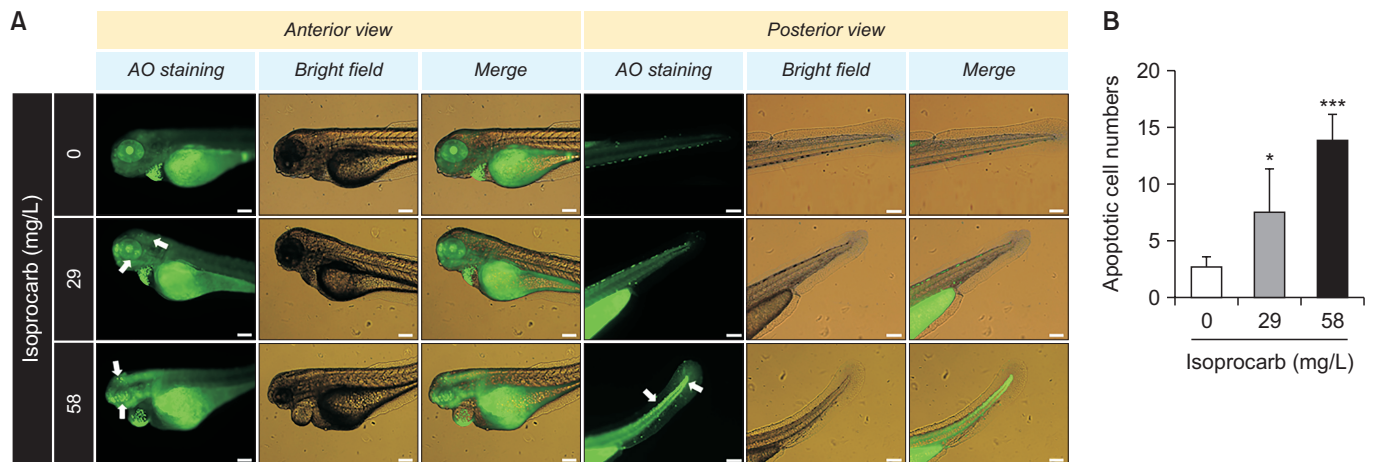 A
Anterior view
Posterior view
AO staining
Bright field
Merge
AO staining
Bright field
Merge
Isoprocarb (mg/L)
0
29
58
B
Apoptotic cell numbers
20
15
10
5
0
*
***
0
29
58
Isoprocarb (mg/L)